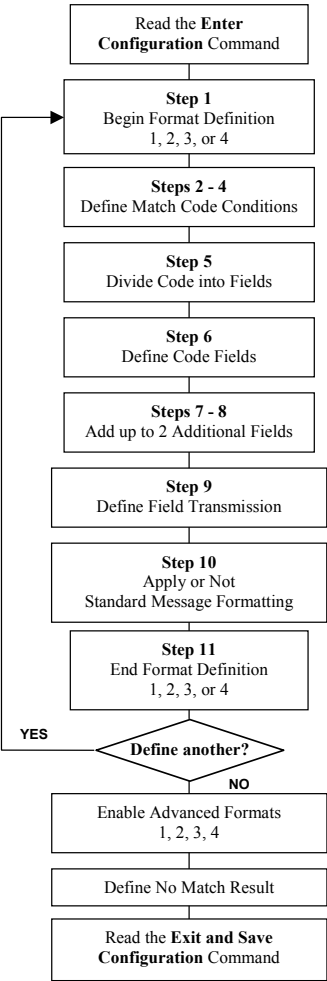 Read the Enter
Configuration Command
Step 1
Begin Format Definition
1, 2, 3, or 4
Steps 2 - 4
Define Match Code Conditions
Step 5
Divide Code into Fields
Step 6
Define Code Fields
Steps 7 - 8
Add up to 2 Additional Fields
Step 9
Define Field Transmission
Step 10
Apply or Not
Standard Message Formatting
Step 11
End Format Definition
1, 2, 3, or 4
YES
Define another?
NO
Enable Advanced Formats
1, 2, 3, 4
Define No Match Result
Read the Exit and Save
Configuration Command